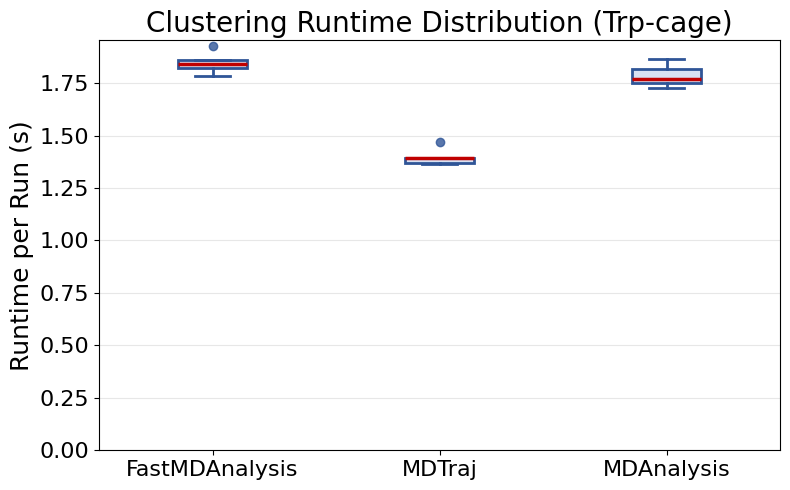 Clustering Runtime Distribution (Trp-cage)
Runtime per Run (s)
1.75
1.50
1.25
1.00
0.75
0.50
0.25
0.00
FastMDAnalysis MDTraj MDAnalysis